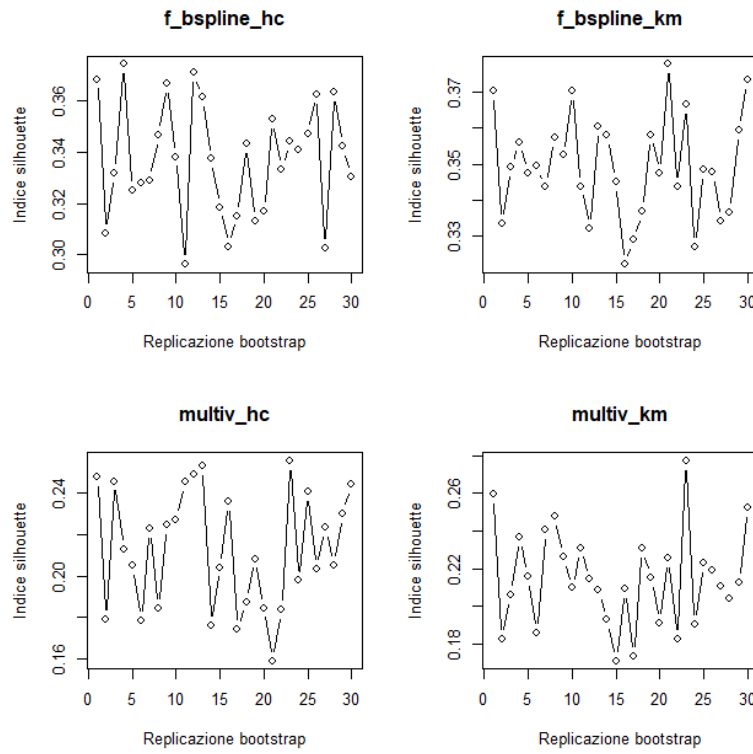 f_bspline_hc
Indice silhouette
0.30 0.32 0.34 0.36
0 5 10 15 20 25 30
Replicazione bootstrap
f_bspline_km
Indice silhouette
0.33 0.35 0.37
0 5 10 15 20 25 30
Replicazione bootstrap
multiv_hc
Indice silhouette
0.16 0.20 0.24
0 5 10 15 20 25 30
Replicazione bootstrap
multiv_km
Indice silhouette
0.18 0.22 0.26
0 5 10 15 20 25 30
Replicazione bootstrap